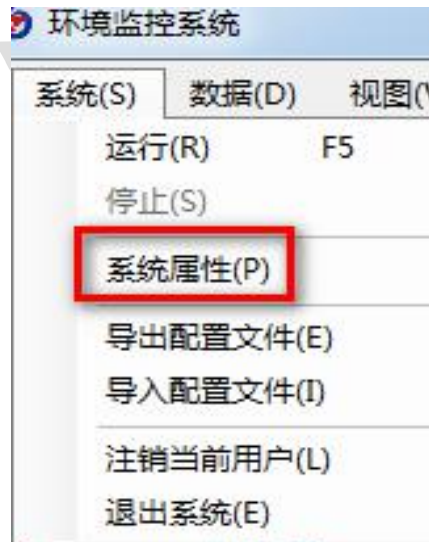 环境监控系统
系统(S) 数据(D) 视图(
运行(R) F5
停止(S)
系统属性(P)
导出配置文件(E)
导入配置文件(I)
注销当前用户(L)
退出系统(E)